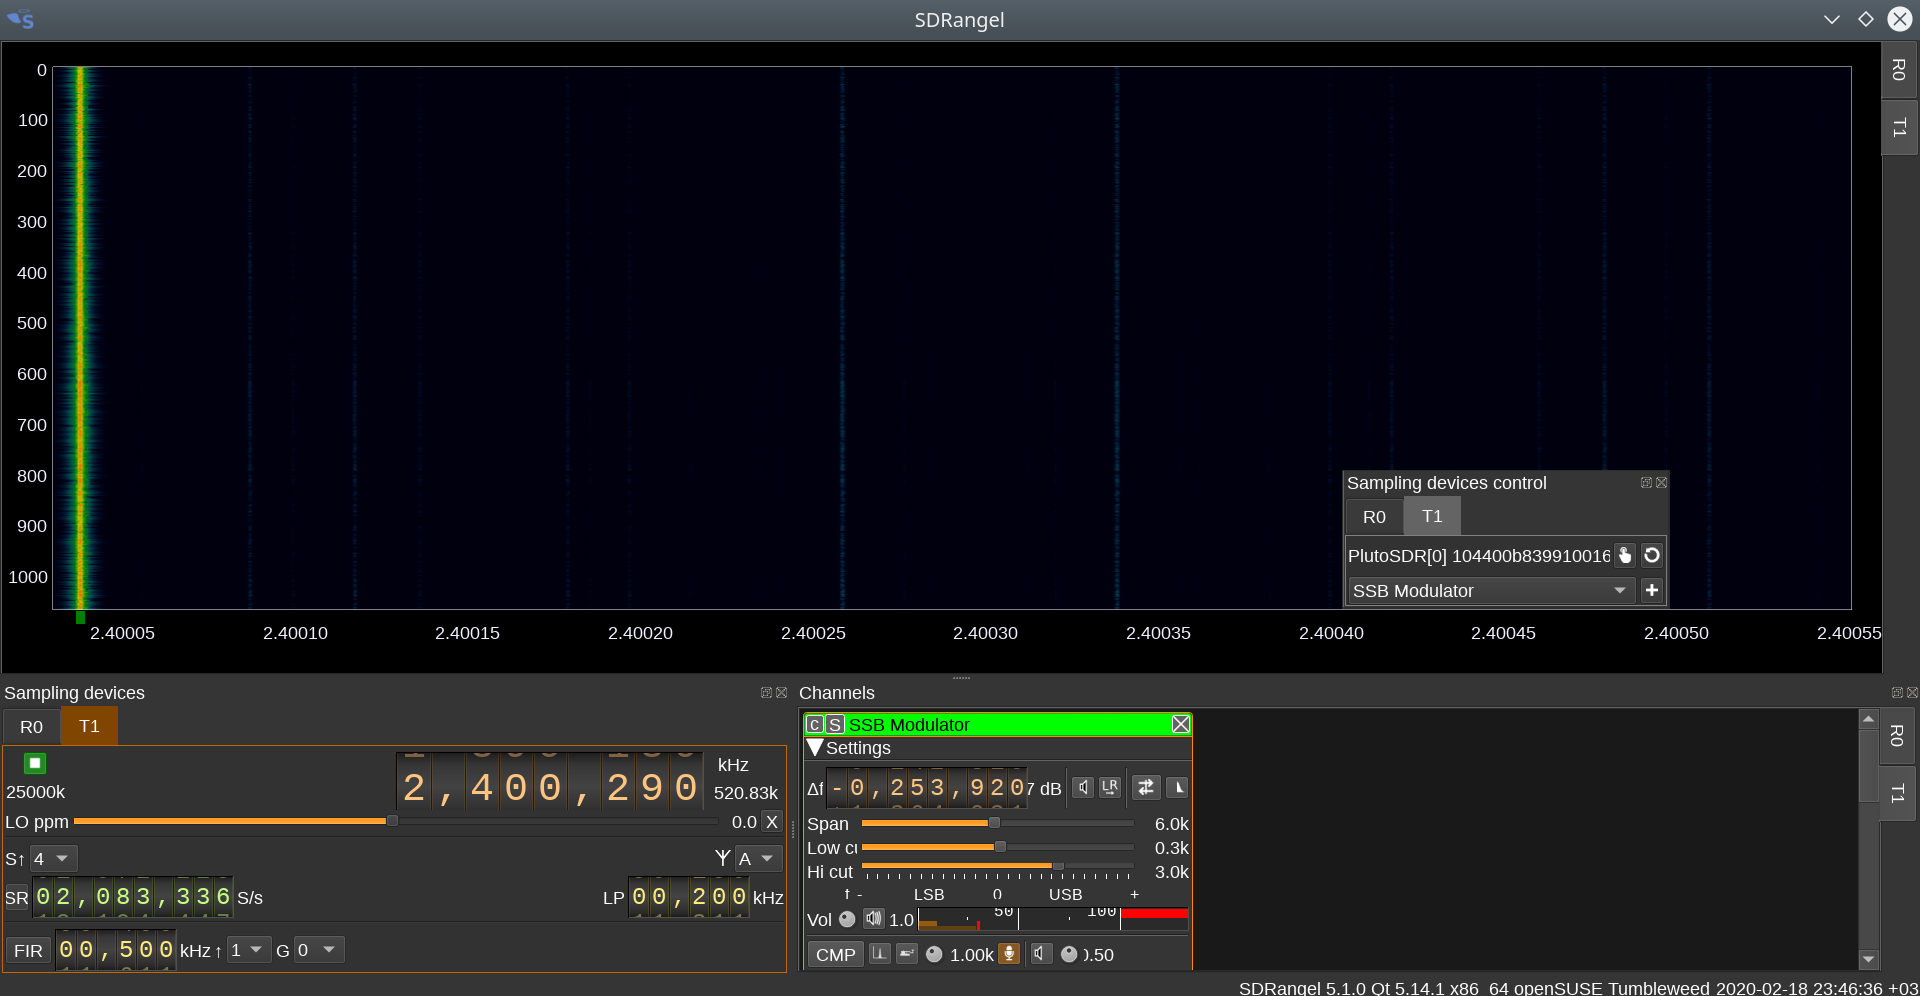 SDRangel
R0
T1
0
100
200
300
400
500
600
700
800
900
1000
2.40005 2.40010 2.40015 2.40020 2.40025 2.40030 2.40035 2.40040 2.40045 2.40050 2.40055
Sampling devices control
R0 T1
PlutoSDR[0] 104400b839910016
SSB Modulator
Sampling devices
R0 T1
2,400,290 kHz
25000k 520.83k
LO ppm 0.0 X
S↑ 4 A
SR 02,083,336 S/s LP 00,200 kHz
FIR 00,500 kHz ↑ 1 G 0
Channels
R0
T1
c S SSB Modulator
Settings
Δf -0,253,920 7 dB LR
Span 6.0k
Low cu 0.3k
Hi cut 3.0k
- LSB 0 USB +
Vol 1.0 50 100
CMP 1.00k 0.50
SDRangel 5.1.0 Qt 5.14.1 x86_64 openSUSE Tumbleweed 2020-02-18 23:46:36 +03